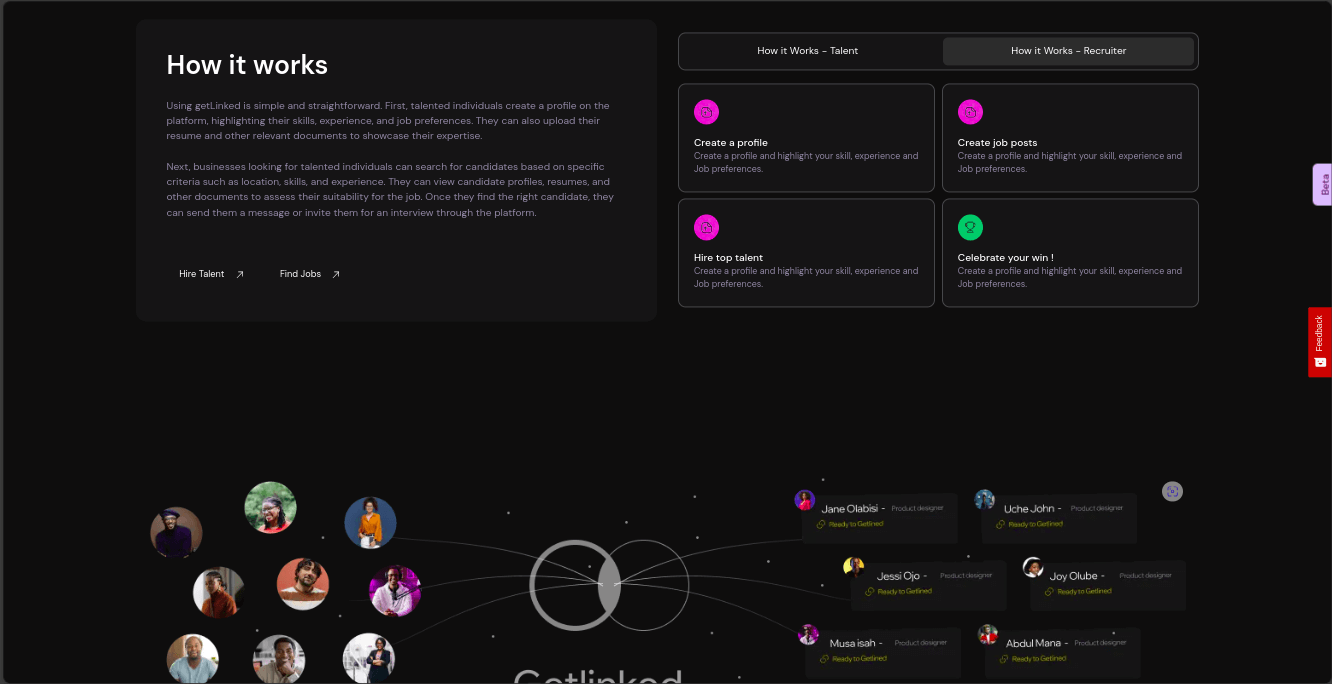 How it works
Using getLinked is simple and straightforward. First, talented individuals create a profile on the
platform, highlighting their skills, experience, and job preferences. They can also upload their
resume and other relevant documents to showcase their expertise.
Next, businesses looking for talented individuals can search for candidates based on specific
criteria such as location, skills, and experience. They can view candidate profiles, resumes, and
other documents to assess their suitability for the job. Once they find the right candidate, they
can send them a message or invite them for an interview through the platform.
Hire Talent
Find Jobs
How it Works - Talent
How it Works - Recruiter
Create a profile
Create a profile and highlight your skill, experience and
Job preferences.
Create job posts
Create a profile and highlight your skill, experience and
Job preferences.
Hire top talent
Create a profile and highlight your skill, experience and
Job preferences.
Celebrate your win !
Create a profile and highlight your skill, experience and
Job preferences.
Beta
Feedback
Jane Olabisi - Product designer
Ready to Getlined
Uche John - Product designer
Ready to Getlined
Jessi Ojo - Product designer
Ready to Getlined
Joy Olube - Product designer
Ready to Getlined
Musa isah - Product designer
Ready to Getlined
Abdul Mana - Product designer
Ready to Getlined
Getlinked